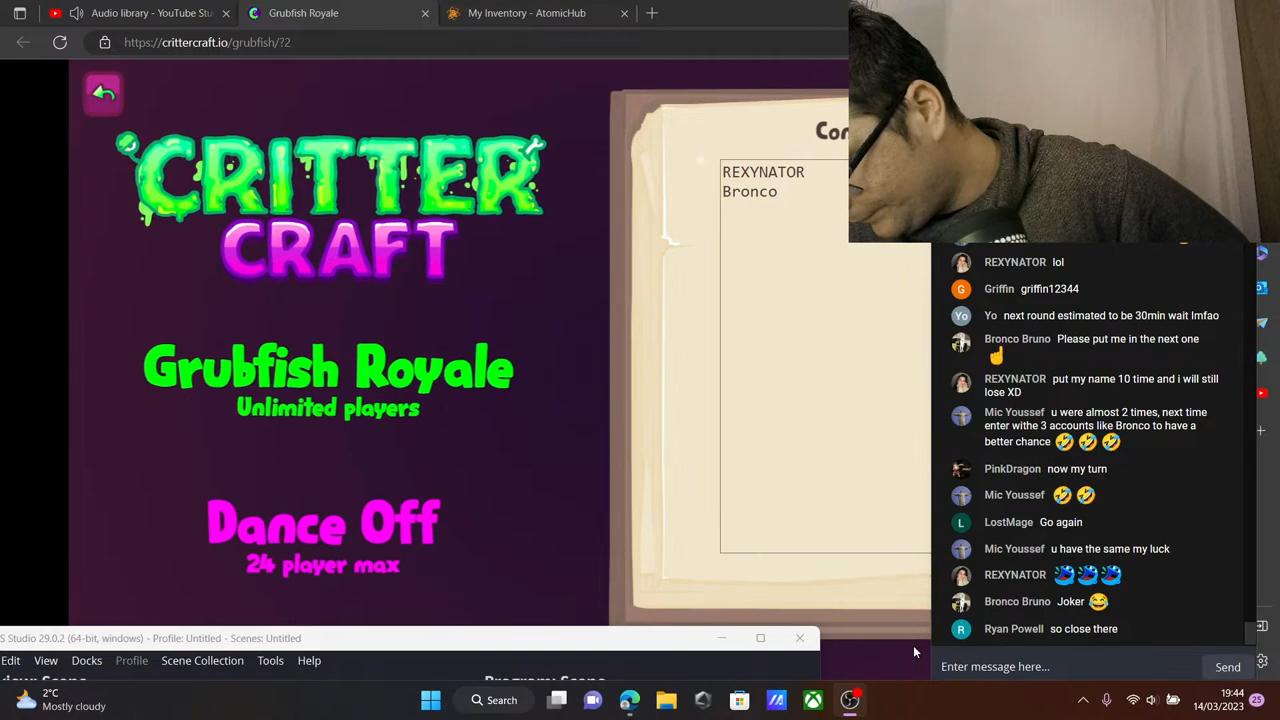 Audio library - YouTube Stu
Grubfish Royale
My Inventory - AtomicHub
https://crittercraft.io/grubfish/?2
CRITTER
CRAFT
Grubfish Royale
Unlimited players
Dance Off
24 player max
REXYNATOR
Bronco
REXYNATOR lol
G
Griffin griffin12344
Yo
Yo next round estimated to be 30min wait lmfao
Bronco Bruno Please put me in the next one
☝
REXYNATOR put my name 10 time and i will still
lose XD
Mic Youssef u were almost 2 times, next time
enter withe 3 accounts like Bronco to have a
better chance 🤣 🤣 🤣
PinkDragon now my turn
Mic Youssef 🤣 🤣
L
LostMage Go again
Mic Youssef u have the same my luck
REXYNATOR
Bronco Bruno Joker 😂
R
Ryan Powell so close there
Enter message here...
Send
S Studio 29.0.2 (64-bit, windows) - Profile: Untitled - Scenes: Untitled
Edit View Docks Profile Scene Collection Tools Help
2°C
Mostly cloudy
Search
19:44
14/03/2023
25